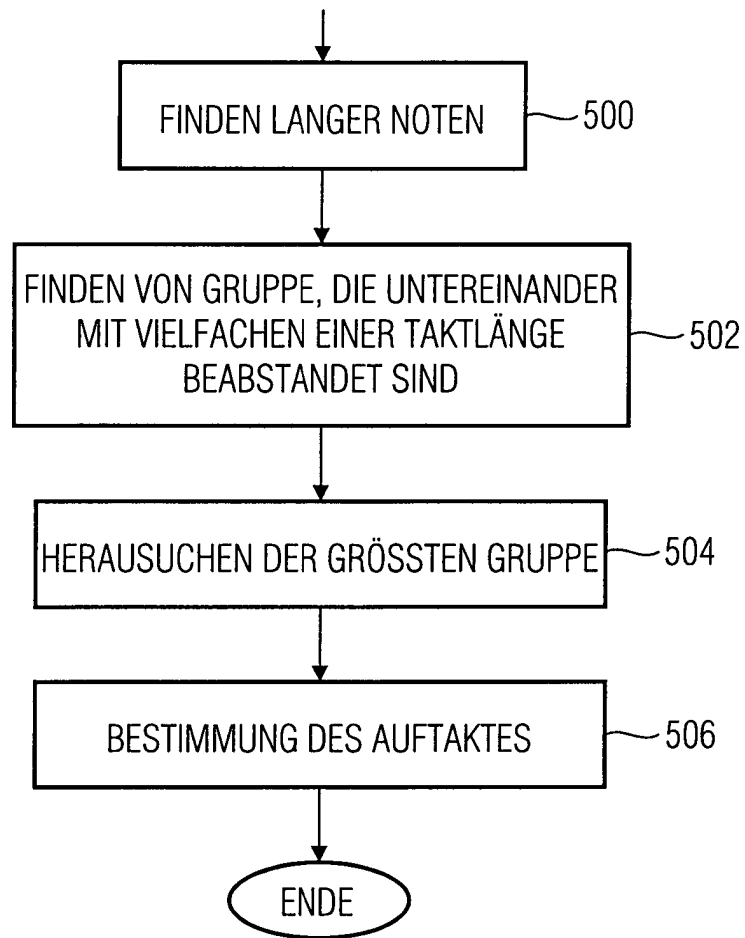 FINDEN LANGER NOTEN
500
FINDEN VON GRUPPE, DIE UNTEREINANDER
MIT VIELFACHEN EINER TAKTLÄNGE
BEABSTANDET SIND
502
HERAUSUCHEN DER GRÖSSTEN GRUPPE
504
BESTIMMUNG DES AUFTAKTES
506
ENDE